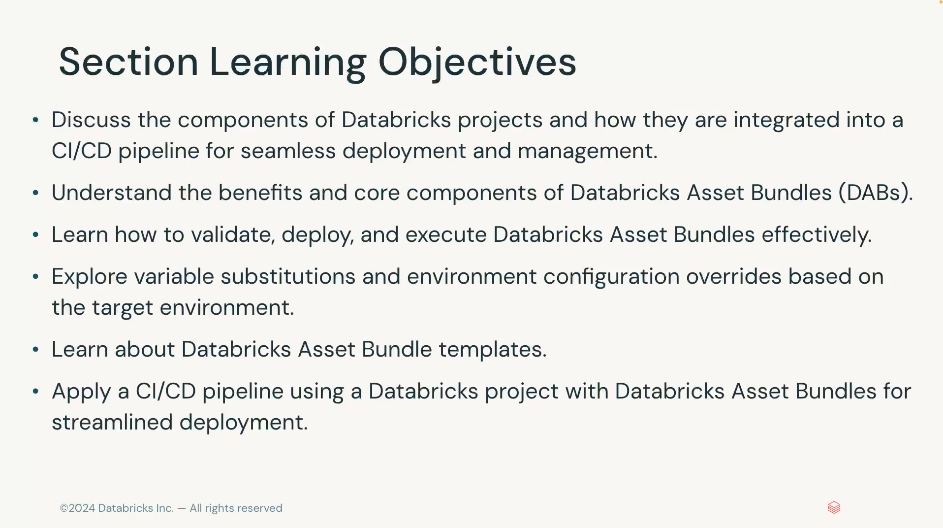 Section Learning Objectives
• Discuss the components of Databricks projects and how they are integrated into a
CI/CD pipeline for seamless deployment and management.
• Understand the benefits and core components of Databricks Asset Bundles (DABs).
• Learn how to validate, deploy, and execute Databricks Asset Bundles effectively.
• Explore variable substitutions and environment configuration overrides based on
the target environment.
• Learn about Databricks Asset Bundle templates.
• Apply a CI/CD pipeline using a Databricks project with Databricks Asset Bundles for
streamlined deployment.
©2024 Databricks Inc. — All rights reserved